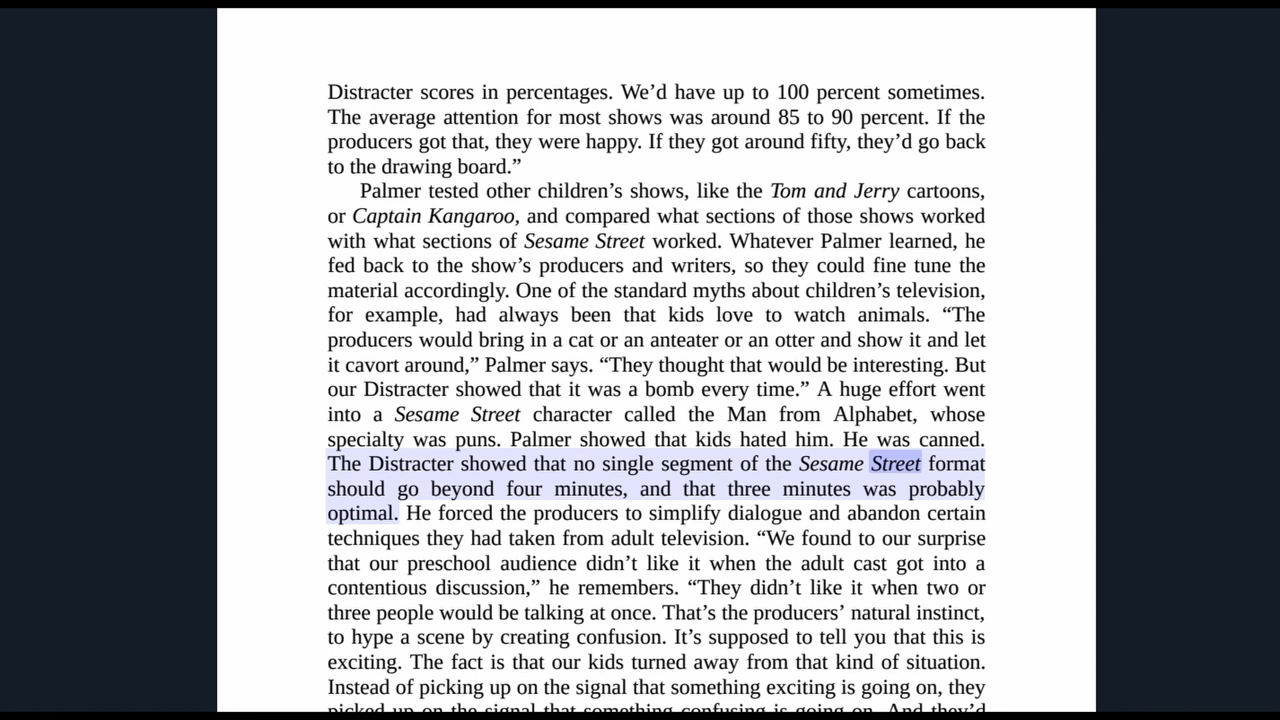 Distracter scores in percentages. We’d have up to 100 percent sometimes.
The average attention for most shows was around 85 to 90 percent. If the
producers got that, they were happy. If they got around fifty, they’d go back
to the drawing board.”
Palmer tested other children’s shows, like the Tom and Jerry cartoons,
or Captain Kangaroo, and compared what sections of those shows worked
with what sections of Sesame Street worked. Whatever Palmer learned, he
fed back to the show’s producers and writers, so they could fine tune the
material accordingly. One of the standard myths about children’s television,
for example, had always been that kids love to watch animals. “The
producers would bring in a cat or an anteater or an otter and show it and let
it cavort around,” Palmer says. “They thought that would be interesting. But
our Distracter showed that it was a bomb every time.” A huge effort went
into a Sesame Street character called the Man from Alphabet, whose
specialty was puns. Palmer showed that kids hated him. He was canned.
The Distracter showed that no single segment of the Sesame Street format
should go beyond four minutes, and that three minutes was probably
optimal. He forced the producers to simplify dialogue and abandon certain
techniques they had taken from adult television. “We found to our surprise
that our preschool audience didn’t like it when the adult cast got into a
contentious discussion,” he remembers. “They didn’t like it when two or
three people would be talking at once. That’s the producers’ natural instinct,
to hype a scene by creating confusion. It’s supposed to tell you that this is
exciting. The fact is that our kids turned away from that kind of situation.
Instead of picking up on the signal that something exciting is going on, they
picked up on the signal that something confusing is going on. And they’d